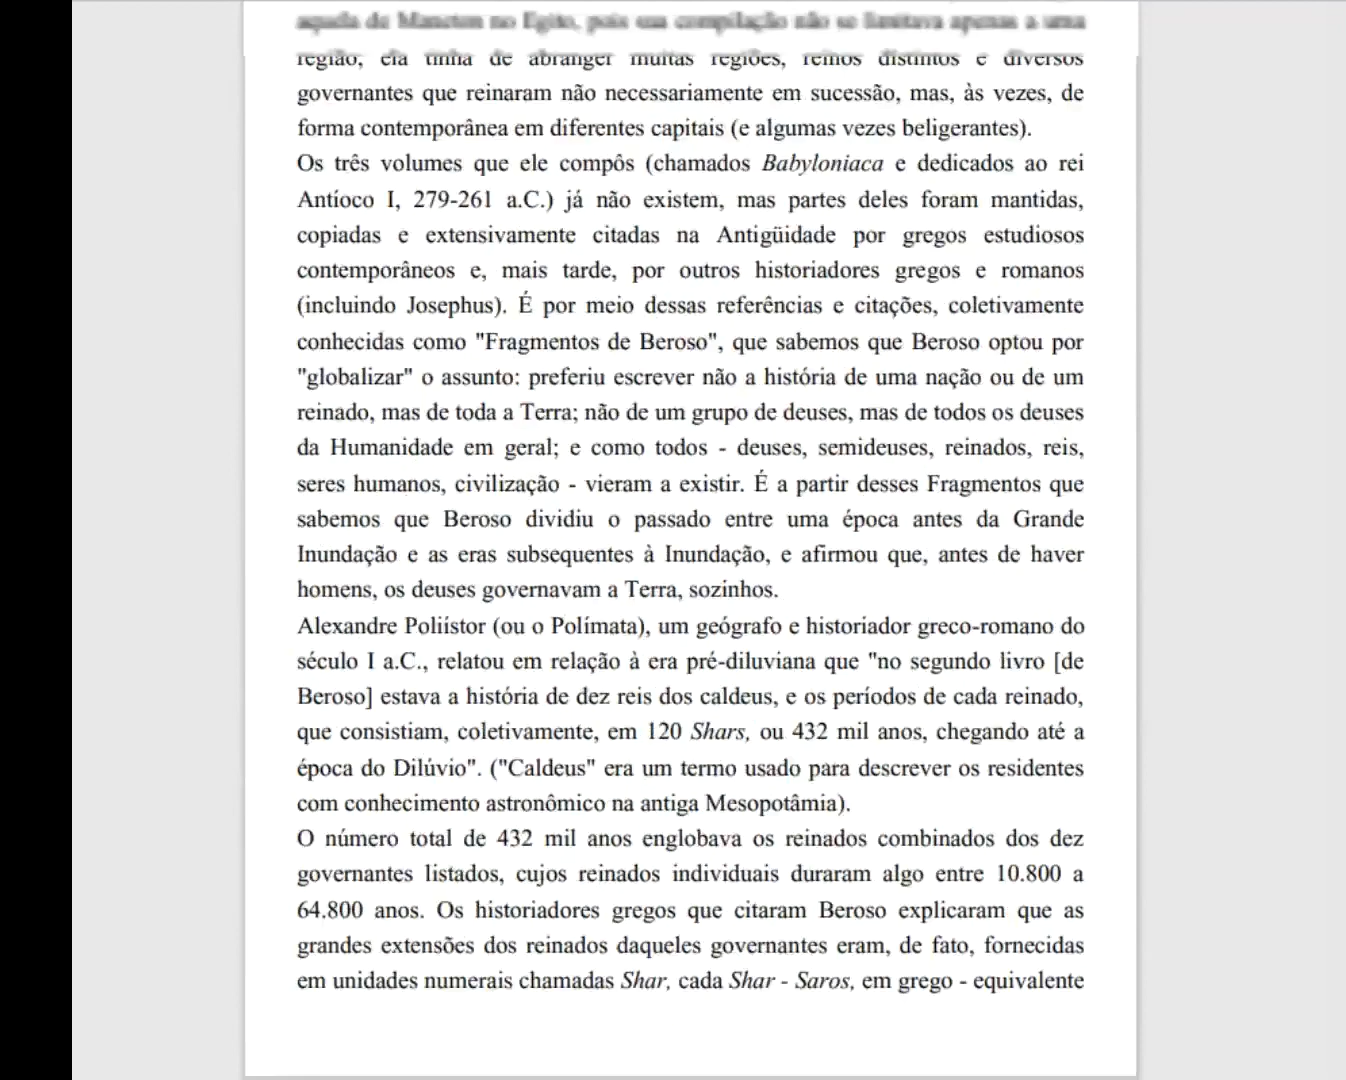 aquela de Maneton no Egito, pois sua compilação não se limitava apenas a uma
região; ela tinha de abranger muitas regiões, reinos distintos e diversos
governantes que reinaram não necessariamente em sucessão, mas, às vezes, de
forma contemporânea em diferentes capitais (e algumas vezes beligerantes).
Os três volumes que ele compôs (chamados Babyloniaca e dedicados ao rei
Antíoco I, 279-261 a.C.) já não existem, mas partes deles foram mantidas,
copiadas e extensivamente citadas na Antigüidade por gregos estudiosos
contemporâneos e, mais tarde, por outros historiadores gregos e romanos
(incluindo Josephus). É por meio dessas referências e citações, coletivamente
conhecidas como "Fragmentos de Beroso", que sabemos que Beroso optou por
"globalizar" o assunto: preferiu escrever não a história de uma nação ou de um
reinado, mas de toda a Terra; não de um grupo de deuses, mas de todos os deuses
da Humanidade em geral; e como todos - deuses, semideuses, reinados, reis,
seres humanos, civilização - vieram a existir. É a partir desses Fragmentos que
sabemos que Beroso dividiu o passado entre uma época antes da Grande
Inundação e as eras subsequentes à Inundação, e afirmou que, antes de haver
homens, os deuses governavam a Terra, sozinhos.
Alexandre Poliístor (ou o Polímata), um geógrafo e historiador greco-romano do
século I a.C., relatou em relação à era pré-diluviana que "no segundo livro [de
Beroso] estava a história de dez reis dos caldeus, e os períodos de cada reinado,
que consistiam, coletivamente, em 120 Shars, ou 432 mil anos, chegando até a
época do Dilúvio". ("Caldeus" era um termo usado para descrever os residentes
com conhecimento astronômico na antiga Mesopotâmia).
O número total de 432 mil anos englobava os reinados combinados dos dez
governantes listados, cujos reinados individuais duraram algo entre 10.800 a
64.800 anos. Os historiadores gregos que citaram Beroso explicaram que as
grandes extensões dos reinados daqueles governantes eram, de fato, fornecidas
em unidades numerais chamadas Shar, cada Shar - Saros, em grego - equivalente